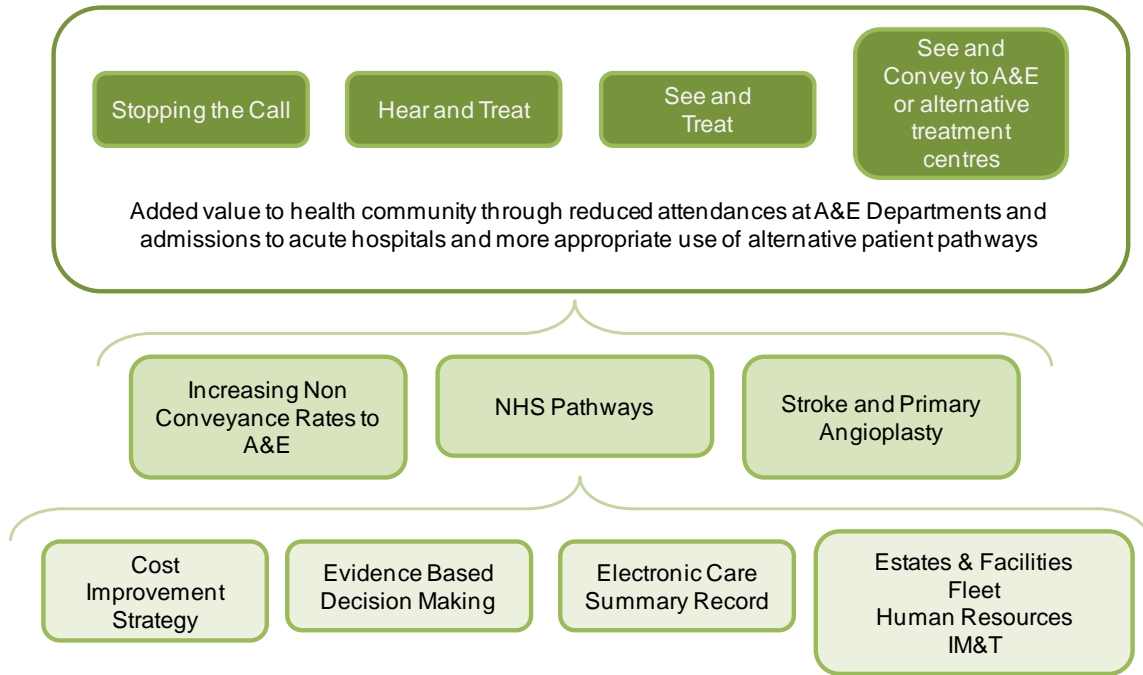 Stopping the Call
Hear and Treat
See and
Treat
See and
Convey to A&E
or alternative
treatment
centres
Added value to health community through reduced attendances at A&E Departments and
admissions to acute hospitals and more appropriate use of alternative patient pathways
Increasing Non
Conveyance Rates to
A&E
NHS Pathways
Stroke and Primary
Angioplasty
Cost
Improvement
Strategy
Evidence Based
Decision Making
Electronic Care
Summary Record
Estates & Facilities
Fleet
Human Resources
IM&T